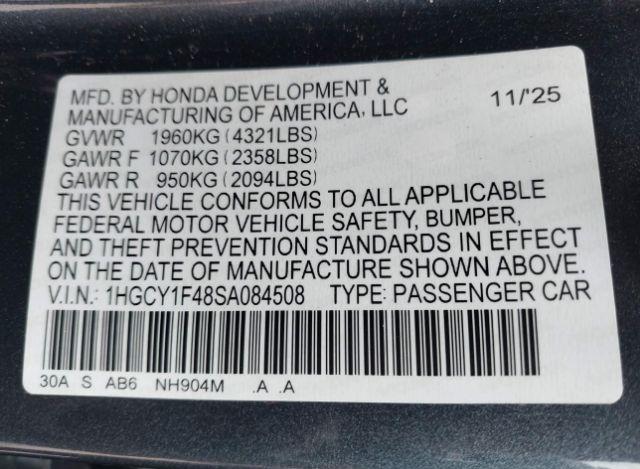 MFD. BY HONDA DEVELOPMENT &
MANUFACTURING OF AMERICA, LLC 11/'25
GVWR 1960KG (4321LBS)
GAWR F 1070KG (2358LBS)
GAWR R 950KG (2094LBS)
THIS VEHICLE CONFORMS TO ALL APPLICABLE
FEDERAL MOTOR VEHICLE SAFETY, BUMPER,
AND THEFT PREVENTION STANDARDS IN EFFECT
ON THE DATE OF MANUFACTURE SHOWN ABOVE.
V.I.N.: 1HGCY1F48SA084508 TYPE: PASSENGER CAR
30A S AB6 NH904M .A .A